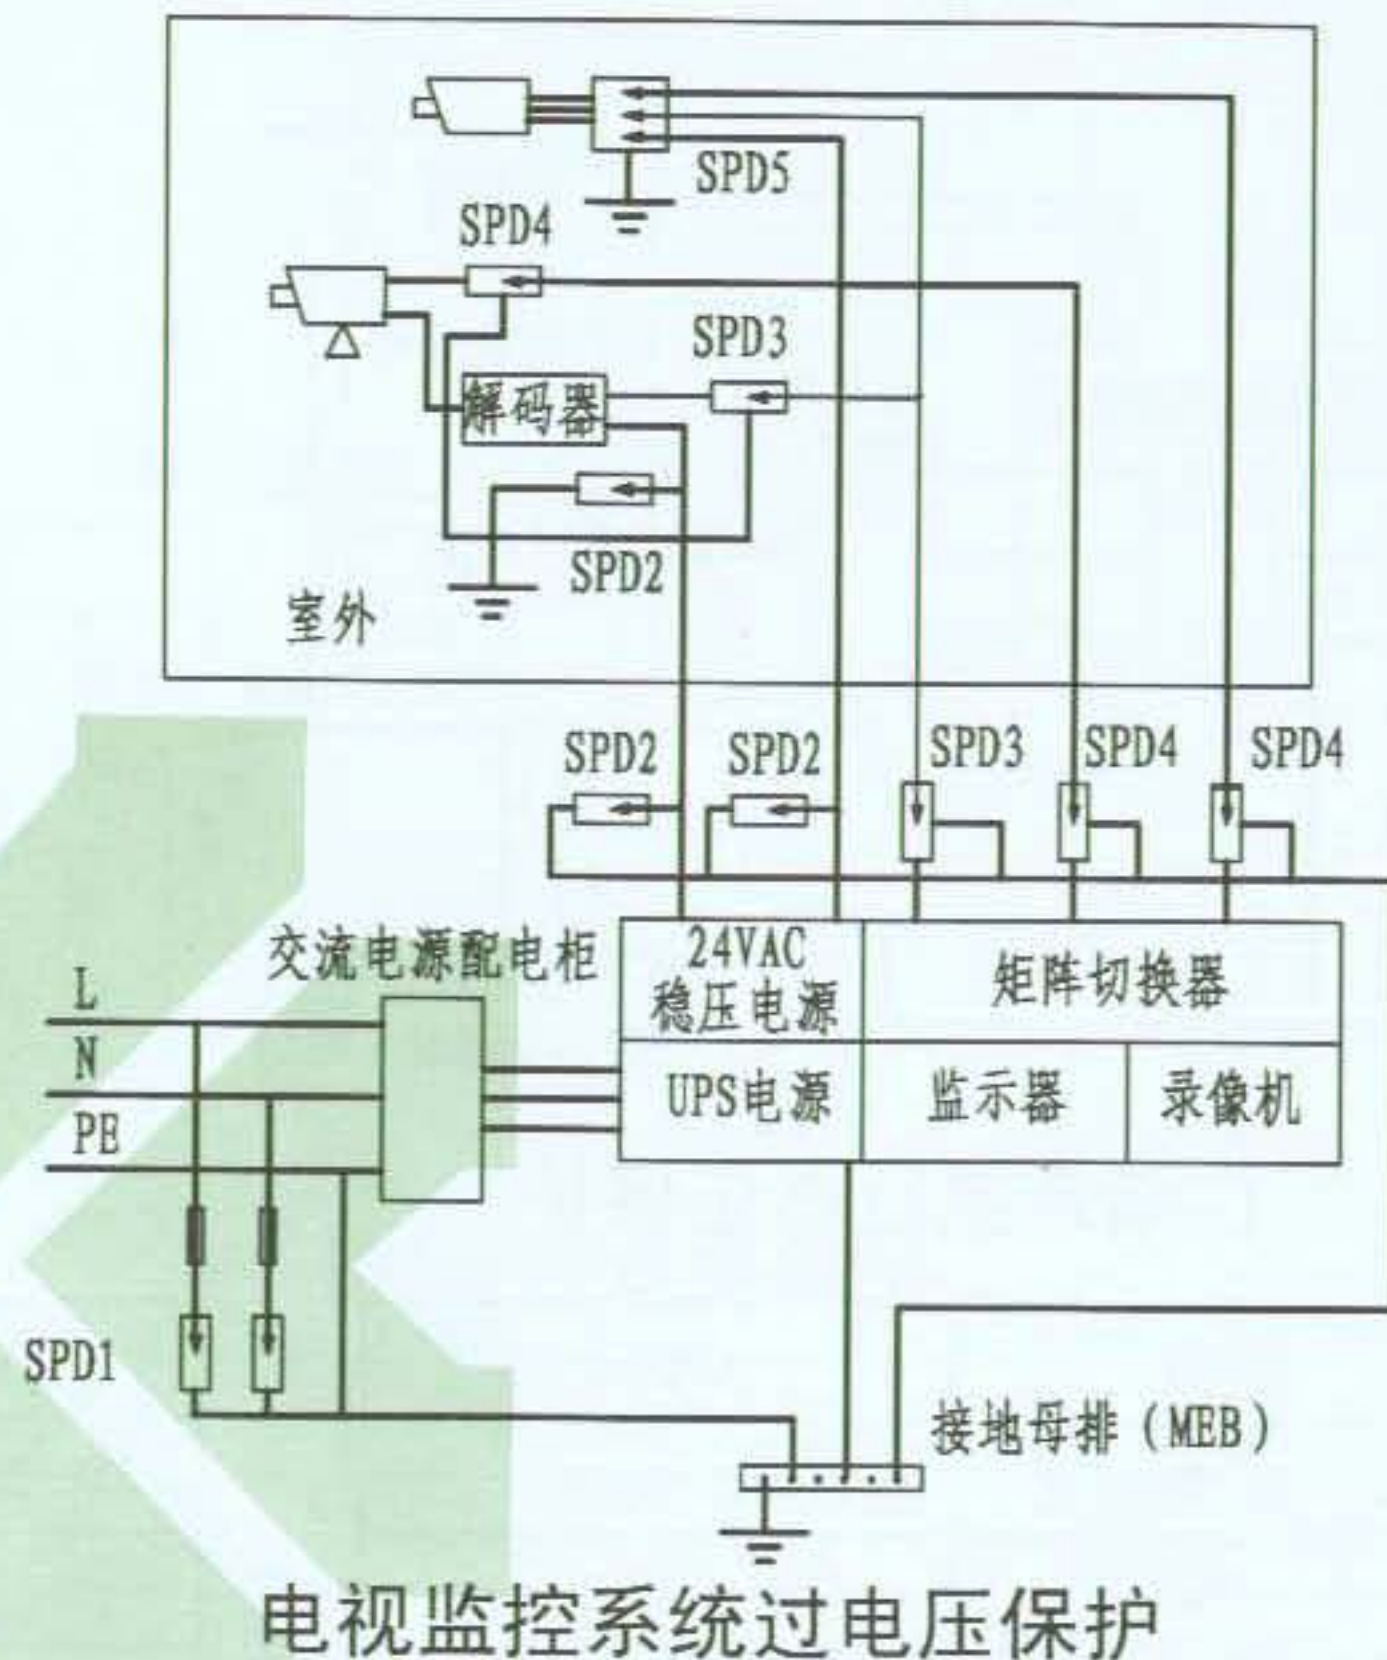 SPD5
SPD4
SPD3
解码器
SPD2
室外
SPD2 SPD2 SPD3 SPD4 SPD4
交流电源配电柜
24VAC
稳压电源
矩阵切换器
L
N
PE
UPS电源
监示器
录像机
SPD1
接地母排（MEB）
电视监控系统过电压保护